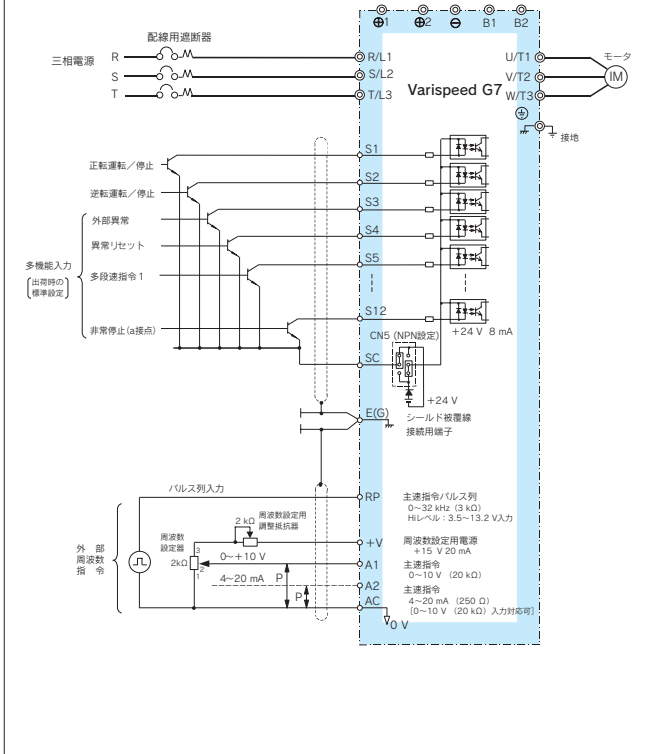 ⊕1 ⊕2 ⊖ B1 B2
配線用遮断器
三相電源
R
S
T
R/L1
S/L2
T/L3
Varispeed G7
U/T1
V/T2
W/T3
モータ
IM
接地
正転運転／停止
逆転運転／停止
外部異常
異常リセット
多段速指令 1
非常停止(a接点)
多機能入力
出荷時の
標準設定
S1
S2
S3
S4
S5
S12
SC
+24 V 8 mA
CN5 (NPN設定)
+24 V
E(G)
シールド被覆線
接続用端子
パルス列入力
RP
主速指令パルス列
0~32 kHz (3 kΩ)
Hiレベル：3.5~13.2 V入力
2 kΩ
周波数設定用
調整抵抗器
+V
周波数設定用電源
+15 V 20 mA
外 部
周波数
指 令
周波数
設定器
2kΩ
3
2
1
0~+10 V
A1
主速指令
0~10 V (20 kΩ)
4~20 mA
P
P
A2
主速指令
4~20 mA (250 Ω)
[0~10 V (20 kΩ) 入力対応可]
AC
0 V